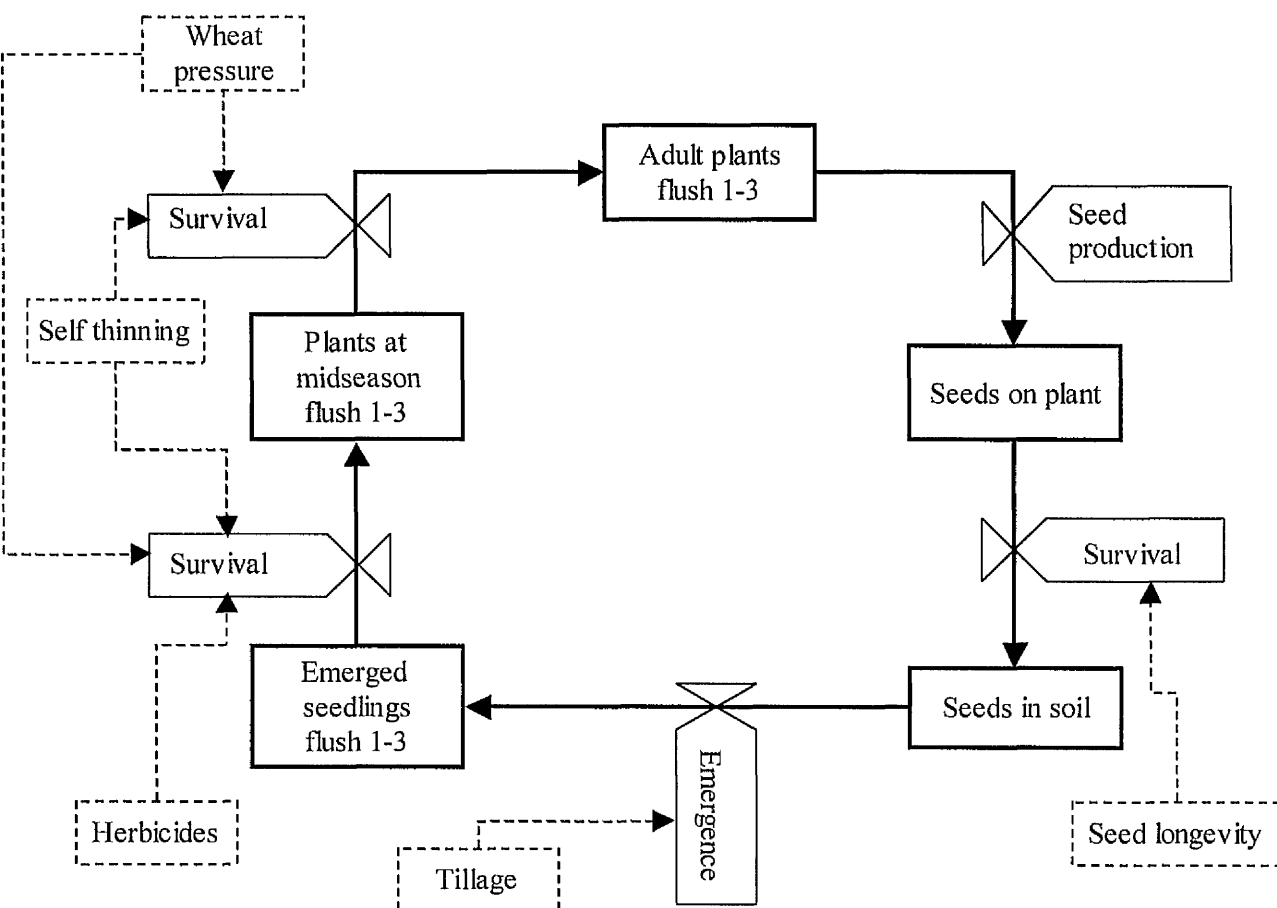 Wheat
pressure
Adult plants
flush 1-3
Survival
Seed
production
Self thinning
Plants at
midseason
flush 1-3
Seeds on plant
Survival
Survival
Emerged
seedlings
flush 1-3
Seeds in soil
Emergence
Herbicides
Seed longevity
Tillage